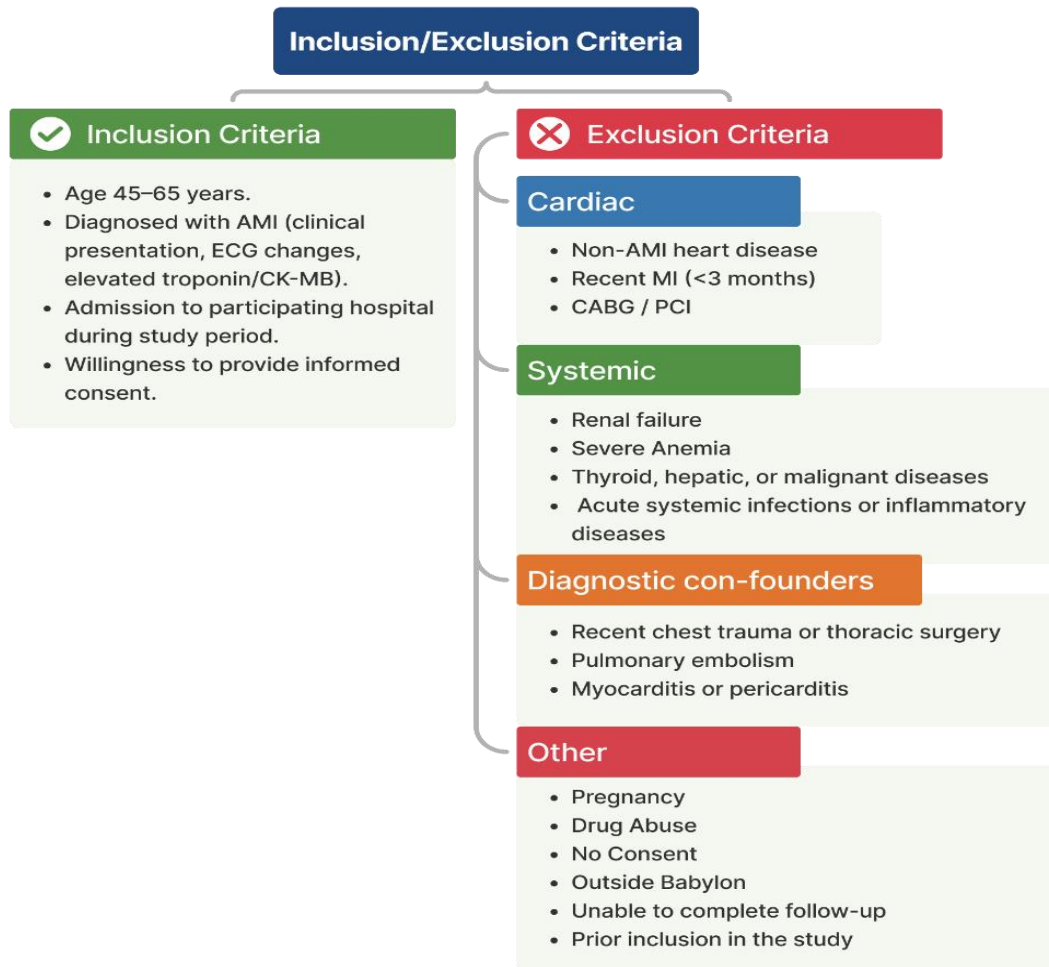 Inclusion/Exclusion Criteria
Inclusion Criteria
• Age 45–65 years.
• Diagnosed with AMI (clinical
presentation, ECG changes,
elevated troponin/CK-MB).
• Admission to participating hospital
during study period.
• Willingness to provide informed
consent.
Exclusion Criteria
Cardiac
• Non-AMI heart disease
• Recent MI (<3 months)
• CABG / PCI
Systemic
• Renal failure
• Severe Anemia
• Thyroid, hepatic, or malignant diseases
• Acute systemic infections or inflammatory
diseases
Diagnostic con-founders
• Recent chest trauma or thoracic surgery
• Pulmonary embolism
• Myocarditis or pericarditis
Other
• Pregnancy
• Drug Abuse
• No Consent
• Outside Babylon
• Unable to complete follow-up
• Prior inclusion in the study